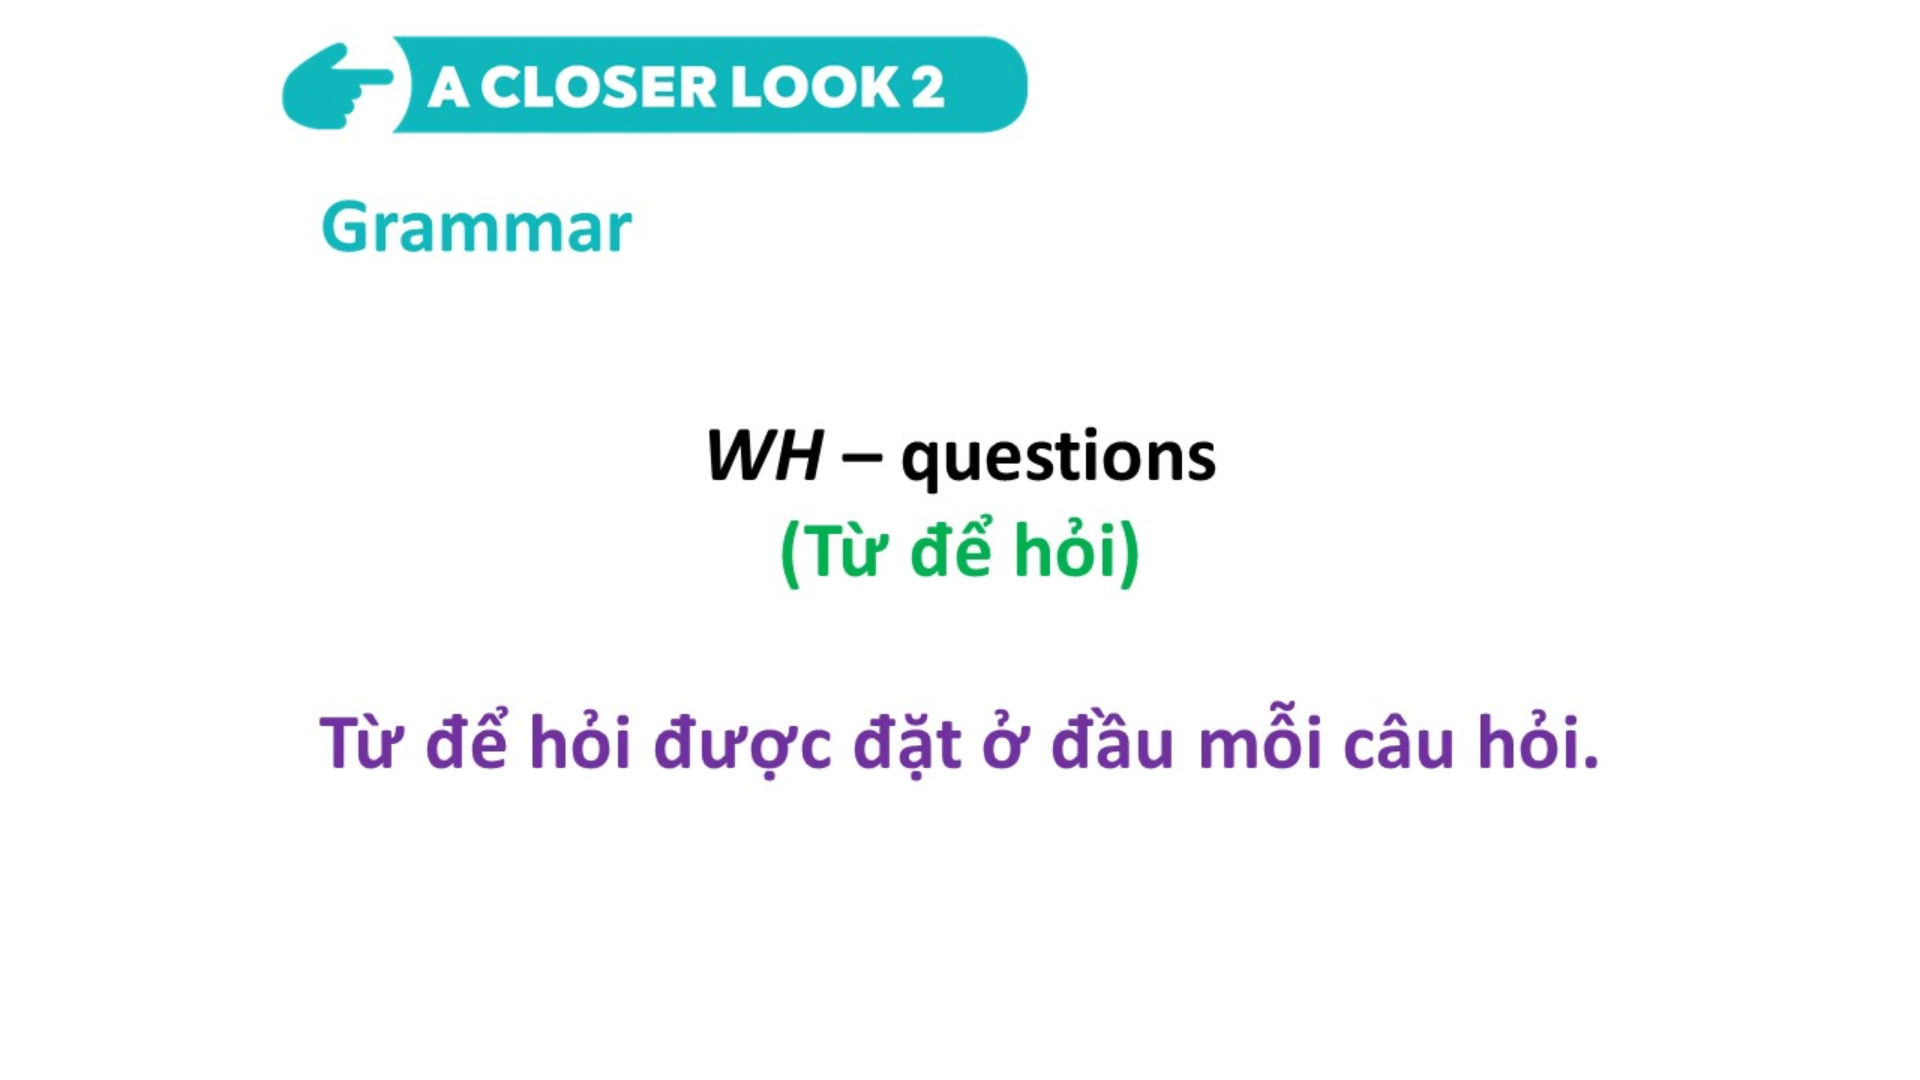 A CLOSER LOOK 2
Grammar
WH – questions
(Từ để hỏi)
Từ để hỏi được đặt ở đầu mỗi câu hỏi.